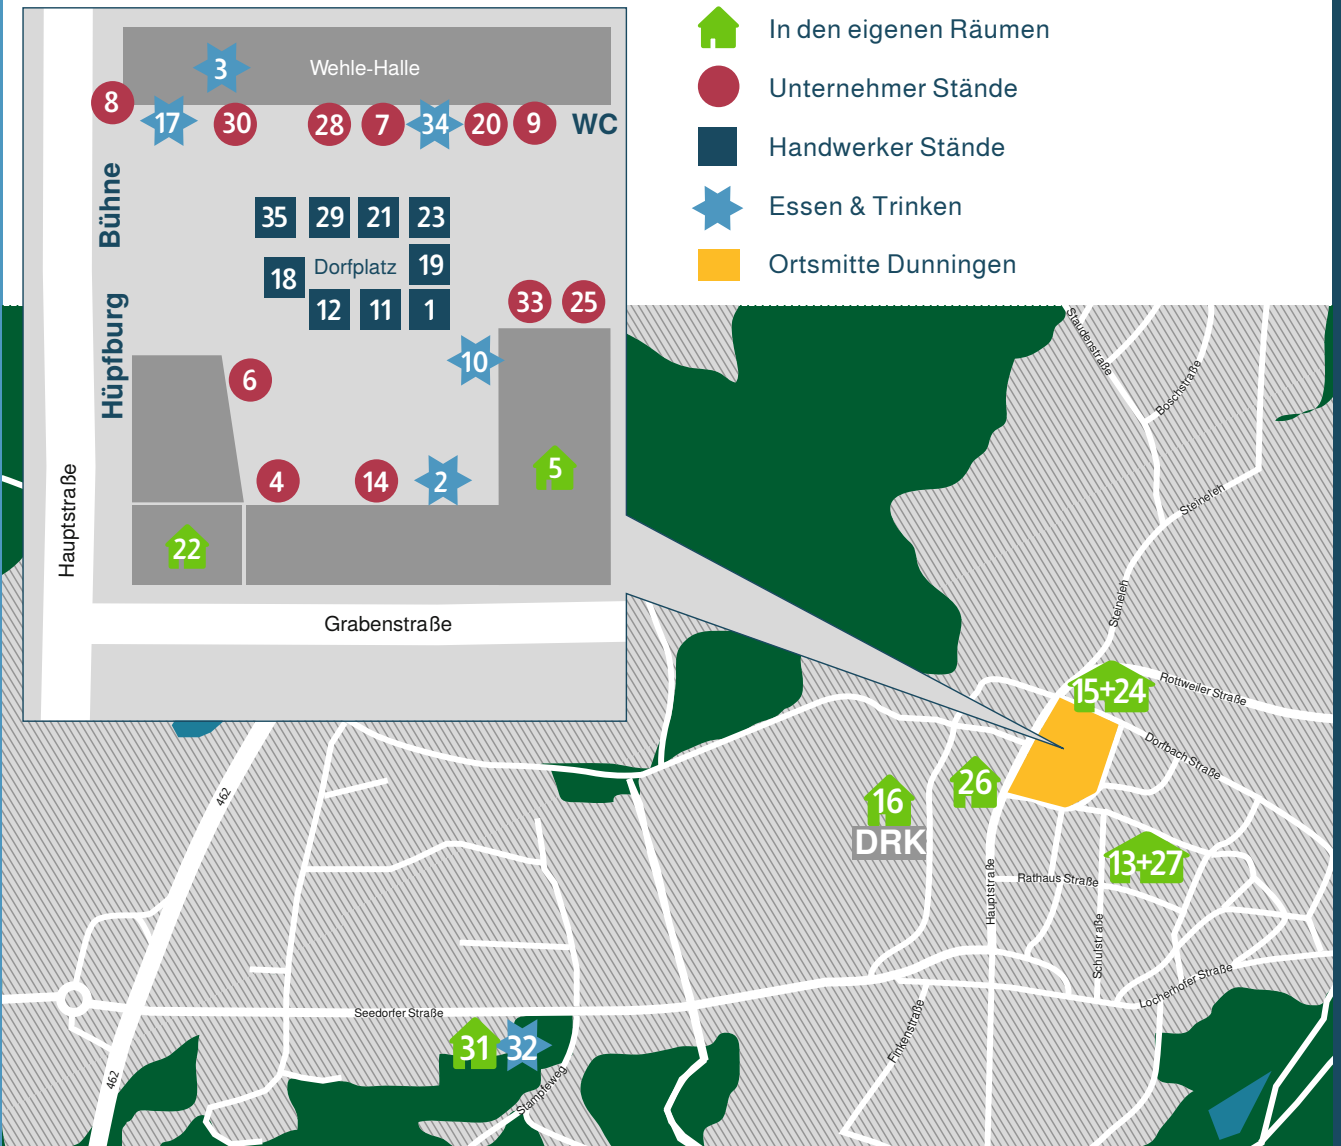 In den eigenen Räumen
Unternehmer Stände
Handwerker Stände
Essen & Trinken
Ortsmitte Dunningen
3
Wehle-Halle
8
17
30
28
7
34
20
9
WC
Bühne
35
29
21
23
18
Dorfplatz
19
12
11
1
33
25
Hüpfburg
10
6
4
14
2
5
22
Hauptstraße
Grabenstraße
Staudenstraße
Boschstraße
Steineleh
Steineleh
15+24
Rottweiler Straße
Dorfbach Straße
26
16
DRK
13+27
Rathaus Straße
Hauptstraße
Schulstraße
Locherhofer Straße
Finkenstraße
462
Seedorfer Straße
31
32
Stampfeweg
462